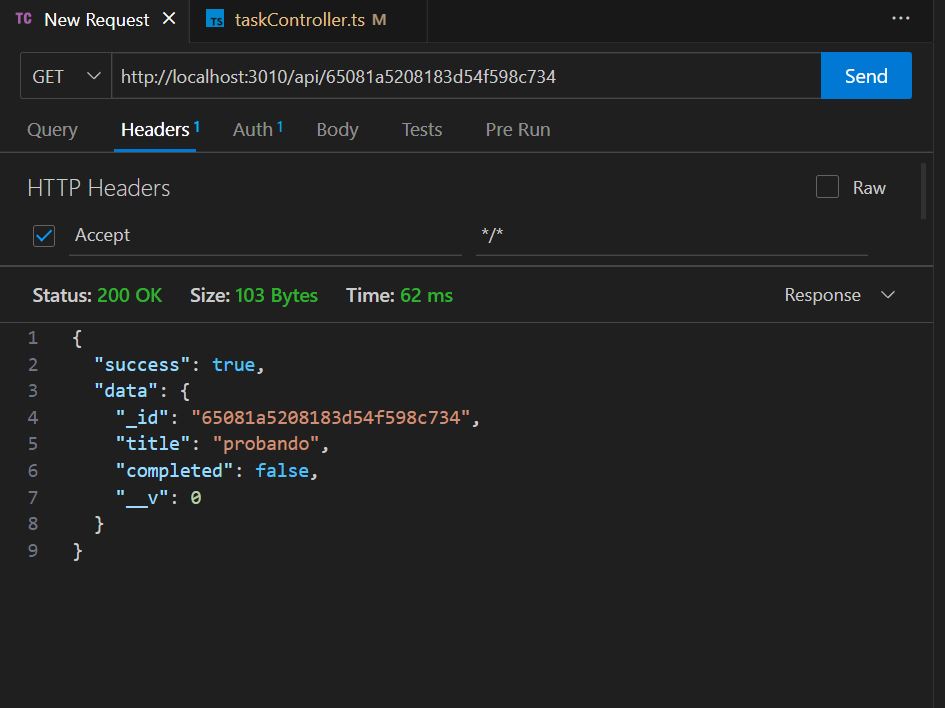 TC New Request × TS taskController.ts M ...
GET http://localhost:3010/api/65081a5208183d54f598c734 Send
Query Headers 1 Auth 1 Body Tests Pre Run
HTTP Headers Raw
Accept */*
Status: 200 OK Size: 103 Bytes Time: 62 ms Response
1 {
2 "success": true,
3 "data": {
4 "_id": "65081a5208183d54f598c734",
5 "title": "probando",
6 "completed": false,
7 "__v": 0
8 }
9 }